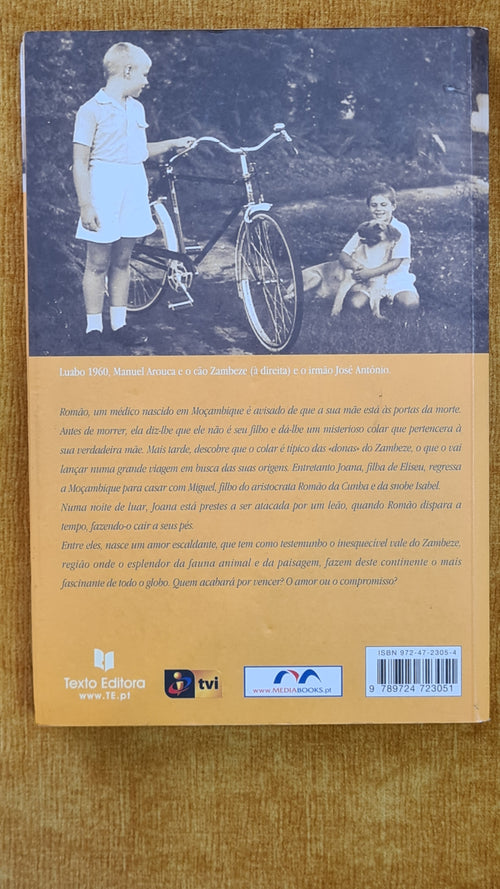 Luabo 1960, Manuel Arouca e o cão Zambeze (à direita) e o irmão José António.
Romão, um médico nascido em Moçambique é avisado de que a sua mãe está às portas da morte.
Antes de morrer, ela diz-lhe que ele não é seu filho e dá-lhe um misterioso colar que pertencera à
sua verdadeira mãe. Mais tarde, descobre que o colar é típico das «donas» do Zambeze, o que o vai
lançar numa grande viagem em busca das suas origens. Entretanto Joana, filha de Eliseu, regressa
a Moçambique para casar com Miguel, filho do aristocrata Romão da Cunha e da snobe Isabel.
Numa noite de luar, Joana está prestes a ser atacada por um leão, quando Romão dispara a
tempo, fazendo-o cair a seus pés.
Entre eles, nasce um amor escaldante, que tem como testemunho o inesquecível vale do Zambeze,
região onde o esplendor da fauna animal e da paisagem, fazem deste continente o mais
fascinante de todo o globo. Quem acabará por vencer? O amor ou o compromisso?
ISBN 972-47-2305-4
9 789724 723051
Texto Editora
www.TE.pt
tvi
www.MEDIABOOKS.pt